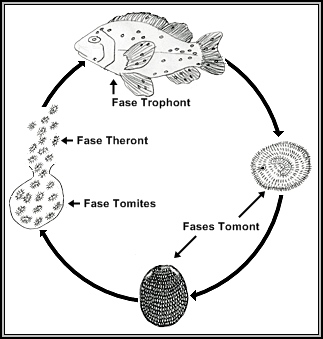 Fase Trophont
Fase Theront
Fase Tomites
Fases Tomont